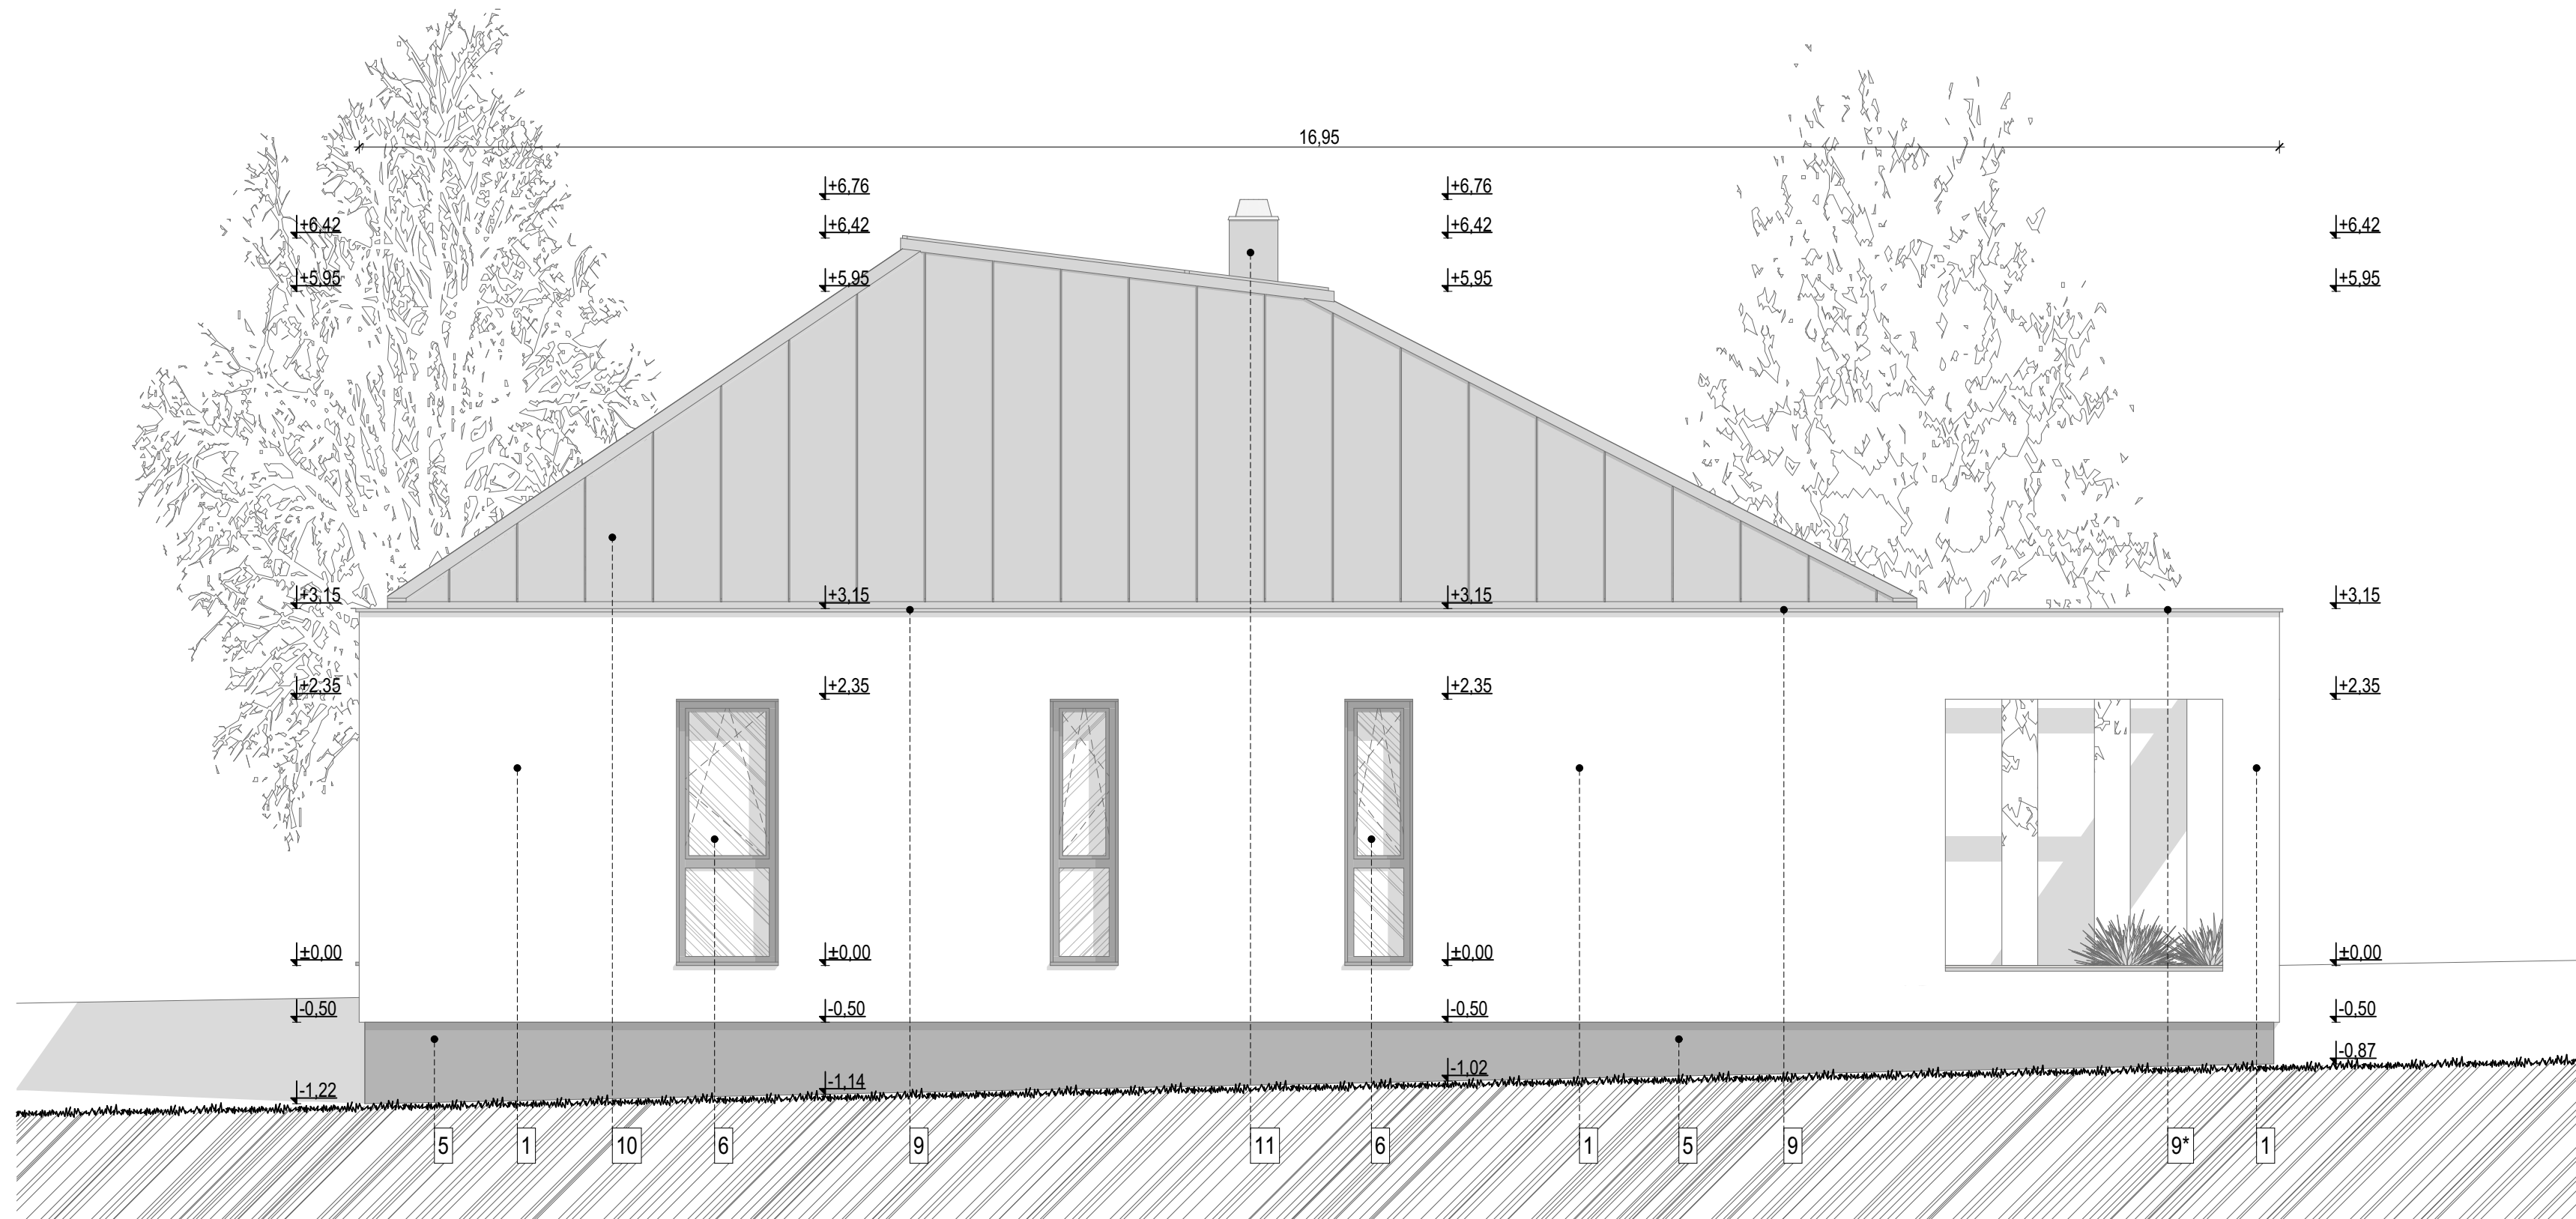 16,95
+6,76 +6,76
+6,42 +6,42 +6,42 +6,42
+5,95 +5,95 +5,95 +5,95
+3,15 +3,15 +3,15 +3,15
+2,35 +2,35 +2,35 +2,35
±0,00 ±0,00 ±0,00 ±0,00
-0,50 -0,50 -0,50 -0,50
-1,22 -1,14 -1,02 -0,87
5 1 10 6 9 11 6 1 5 9 9* 1